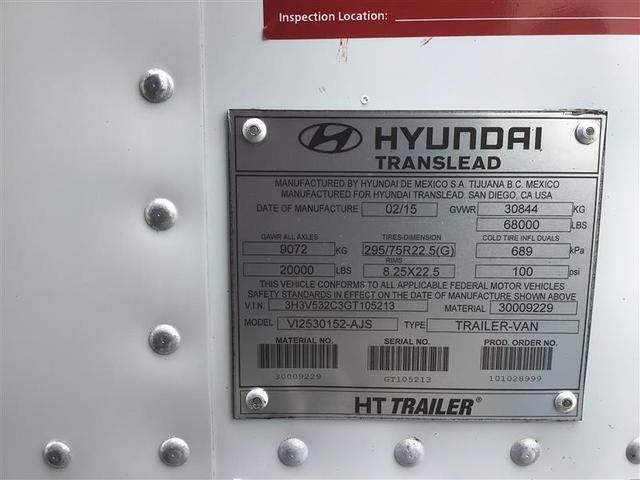 Inspection Location:
HYUNDAI
TRANSLEAD
MANUFACTURED BY HYUNDAI DE MEXICO S.A. TIJUANA B.C. MEXICO
MANUFACTURED FOR HYUNDAI TRANSLEAD. SAN DIEGO, CA USA
DATE OF MANUFACTURE 02/15 GVWR 30844 KG
68000 LBS
GAWR ALL AXLES TIRES-DIMENSION COLD TIRE INFL DUALS
9072 KG 295/75R22.5(G) 689 kPa
RIMS
20000 LBS 8.25X22.5 100 psi
THIS VEHICLE CONFORMS TO ALL APPLICABLE FEDERAL MOTOR VEHICLES
SAFETY STANDARDS IN EFFECT ON THE DATE OF MANUFACTURE SHOWN ABOVE
V.I.N. 3H3V532C3GT105213 MATERIAL 30009229
MODEL VI2530152-AJS TYPE TRAILER-VAN
MATERIAL NO. SERIAL NO. PROD. ORDER NO.
30009229 GT105213 101028999
HT TRAILER®